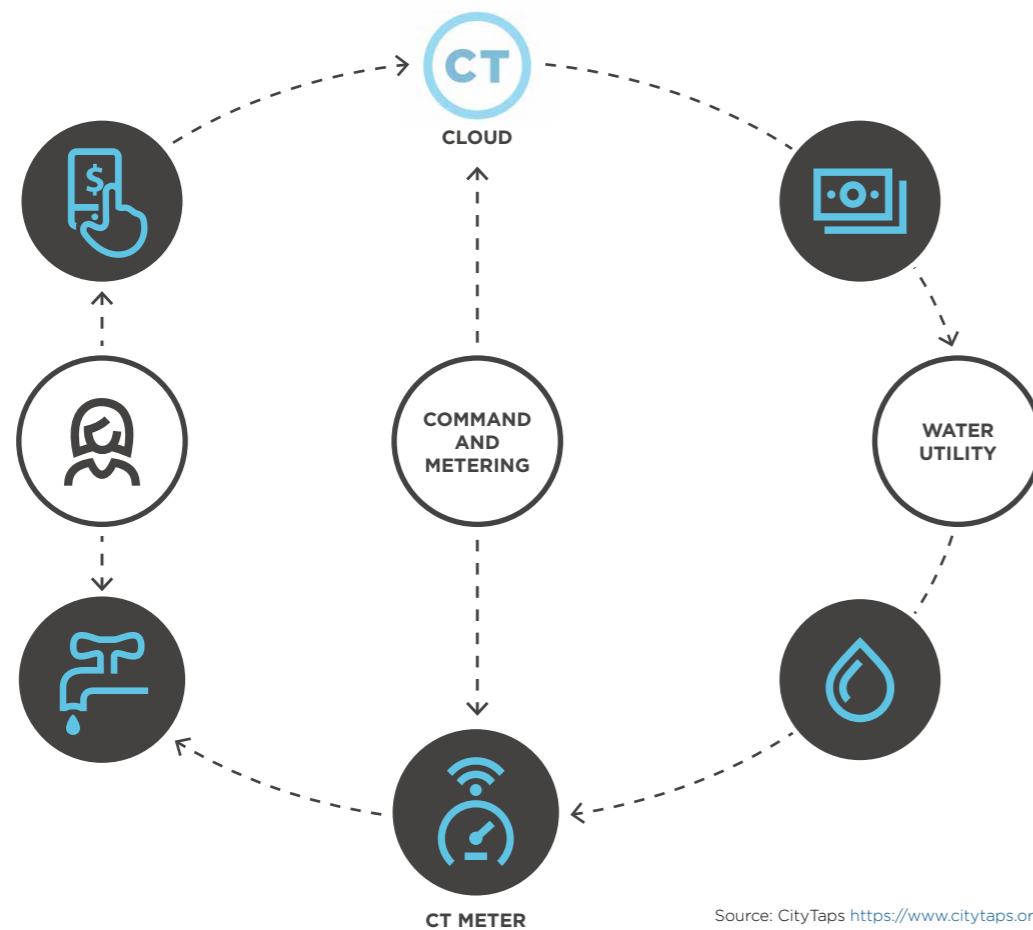 CT
CLOUD
$
COMMAND
AND
METERING
WATER
UTILITY
CT METER
Source: CityTaps https://www.citytaps.or